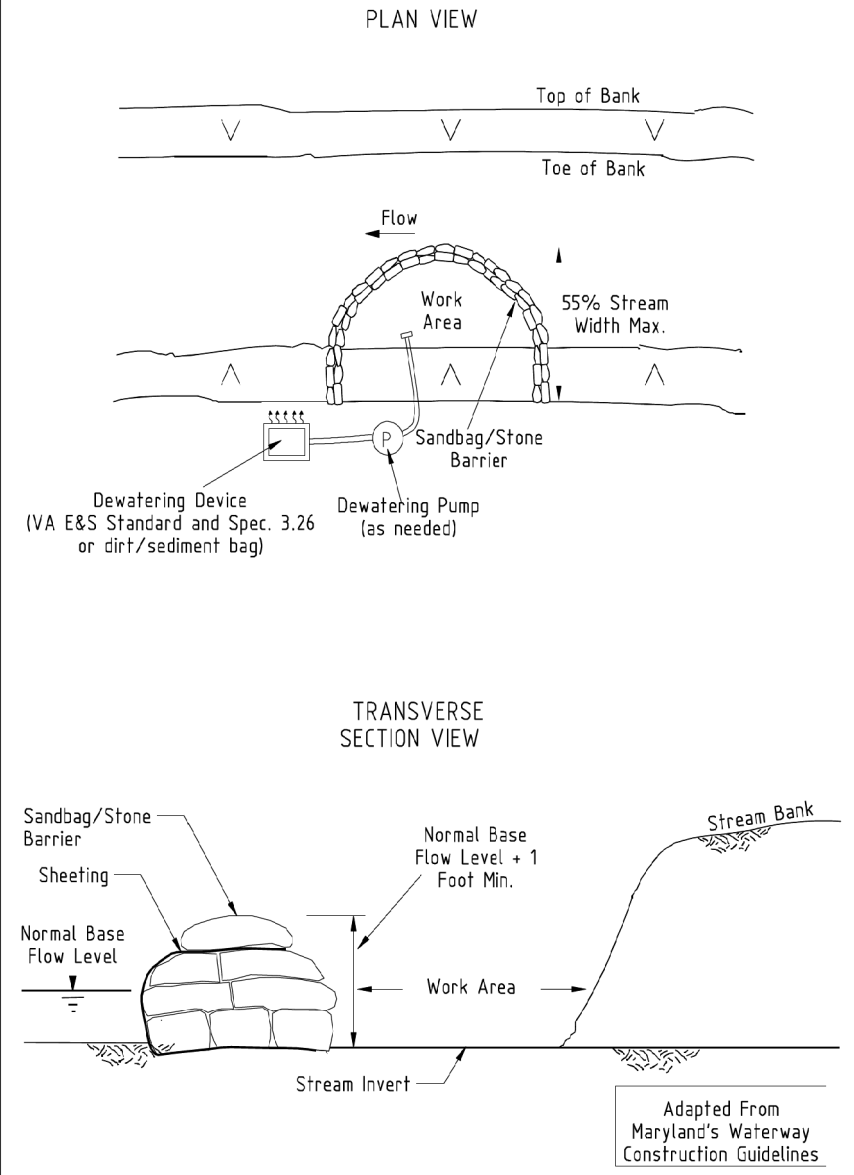 PLAN VIEW
Top of Bank
Toe of Bank
Flow
Work
Area
55% Stream
Width Max.
P
Sandbag/Stone
Barrier
Dewatering Device
(VA E&S Standard and Spec. 3.26
or dirt/sediment bag)
Dewatering Pump
(as needed)
TRANSVERSE
SECTION VIEW
Sandbag/Stone
Barrier
Sheeting
Normal Base
Flow Level
Normal Base
Flow Level + 1
Foot Min.
Stream Bank
Work Area
Stream Invert
Adapted From
Maryland's Waterway
Construction Guidelines